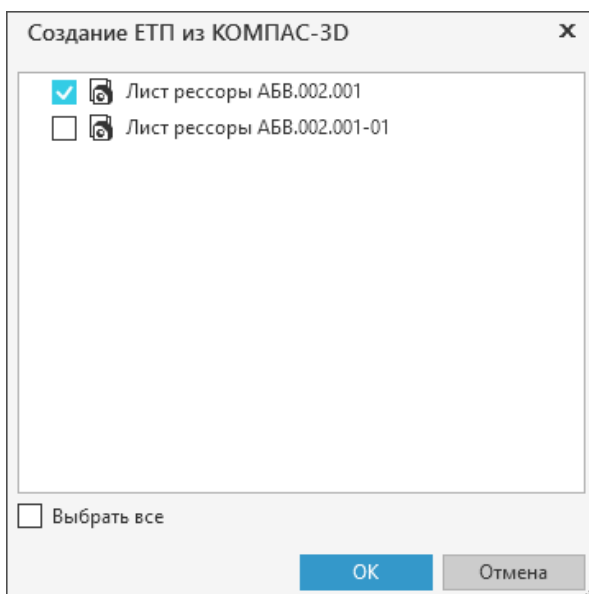 Создание ЕТП из КОМПАС-3D
Лист рессоры АБВ.002.001
Лист рессоры АБВ.002.001-01
Выбрать все
ОК Отмена